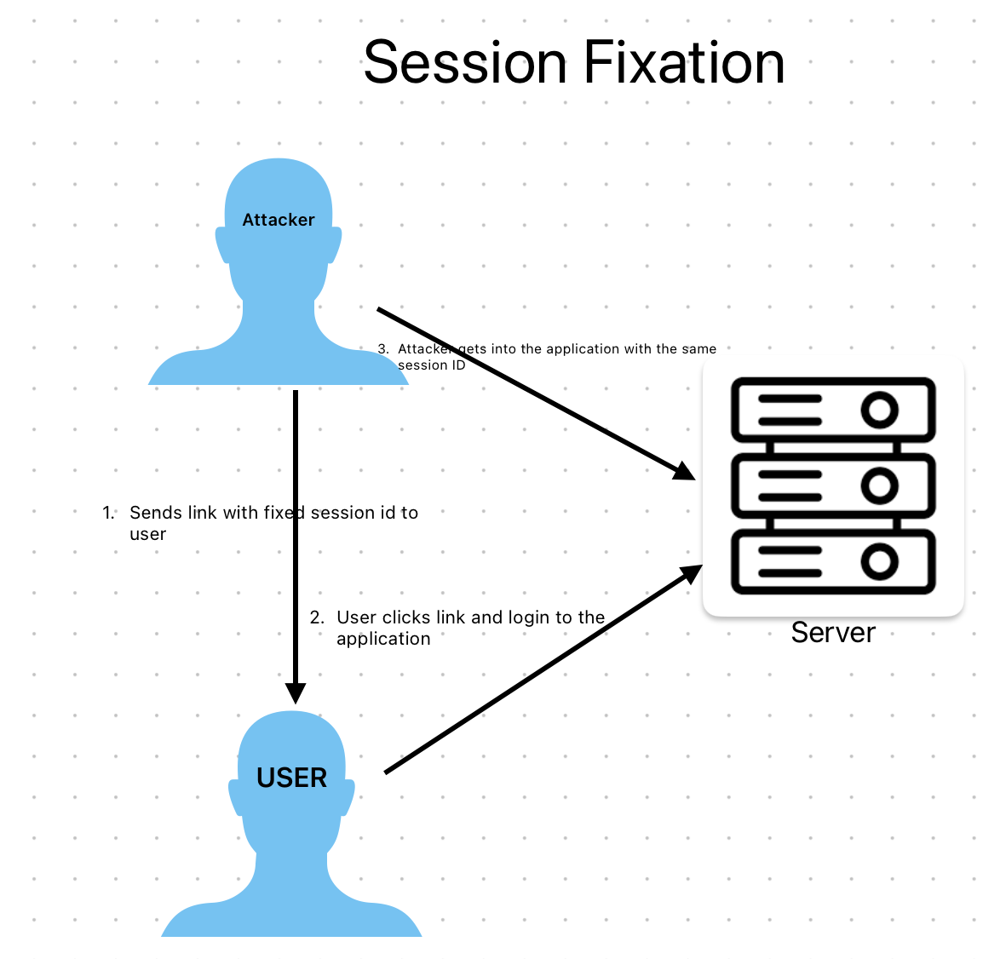 Session Fixation
Attacker
3. Attacker gets into the application with the same
session ID
1. Sends link with fixed session id to
user
2. User clicks link and login to the
application
Server
USER